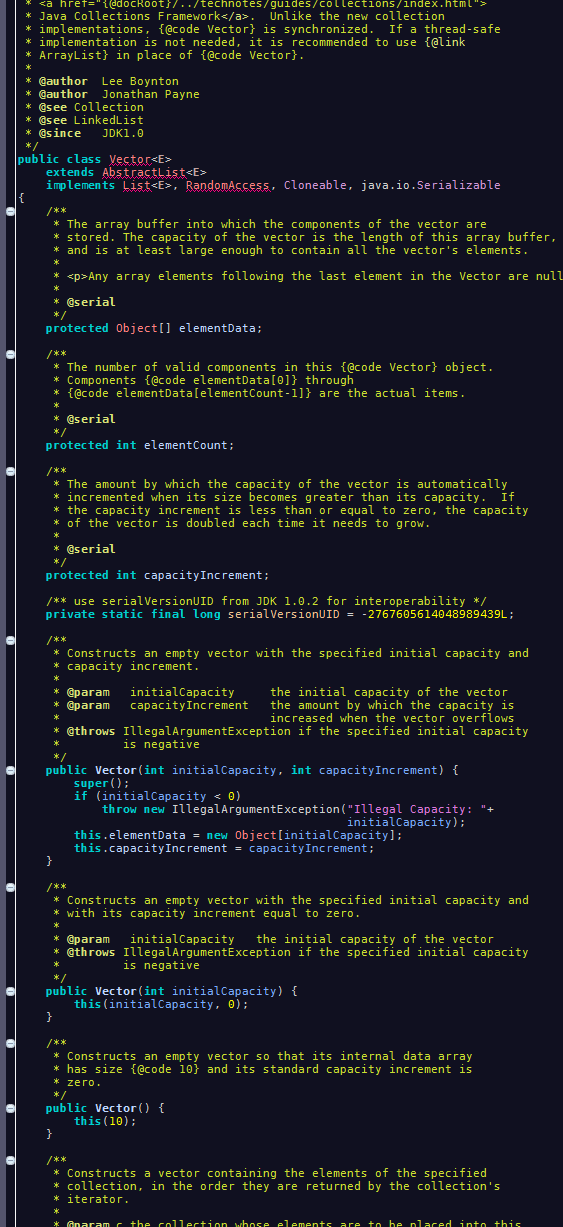 * <a href="{@docRoot}/../technotes/guides/collections/index.html">
* Java Collections Framework</a>.  Unlike the new collection
* implementations, {@code Vector} is synchronized.  If a thread-safe
* implementation is not needed, it is recommended to use {@link
* ArrayList} in place of {@code Vector}.
*
* @author  Lee Boynton
* @author  Jonathan Payne
* @see Collection
* @see LinkedList
* @since   JDK1.0
*/
public class Vector<E>
    extends AbstractList<E>
    implements List<E>, RandomAccess, Cloneable, java.io.Serializable
{
    /**
     * The array buffer into which the components of the vector are
     * stored. The capacity of the vector is the length of this array buffer,
     * and is at least large enough to contain all the vector's elements.
     *
     * <p>Any array elements following the last element in the Vector are null
     *
     * @serial
     */
    protected Object[] elementData;

    /**
     * The number of valid components in this {@code Vector} object.
     * Components {@code elementData[0]} through
     * {@code elementData[elementCount-1]} are the actual items.
     *
     * @serial
     */
    protected int elementCount;

    /**
     * The amount by which the capacity of the vector is automatically
     * incremented when its size becomes greater than its capacity.  If
     * the capacity increment is less than or equal to zero, the capacity
     * of the vector is doubled each time it needs to grow.
     *
     * @serial
     */
    protected int capacityIncrement;

    /** use serialVersionUID from JDK 1.0.2 for interoperability */
    private static final long serialVersionUID = -2767605614048989439L;

    /**
     * Constructs an empty vector with the specified initial capacity and
     * capacity increment.
     *
     * @param   initialCapacity     the initial capacity of the vector
     * @param   capacityIncrement   the amount by which the capacity is
     *                              increased when the vector overflows
     * @throws IllegalArgumentException if the specified initial capacity
     *         is negative
     */
    public Vector(int initialCapacity, int capacityIncrement) {
        super();
        if (initialCapacity < 0)
            throw new IllegalArgumentException("Illegal Capacity: "+
                                               initialCapacity);
        this.elementData = new Object[initialCapacity];
        this.capacityIncrement = capacityIncrement;
    }

    /**
     * Constructs an empty vector with the specified initial capacity and
     * with its capacity increment equal to zero.
     *
     * @param   initialCapacity   the initial capacity of the vector
     * @throws IllegalArgumentException if the specified initial capacity
     *         is negative
     */
    public Vector(int initialCapacity) {
        this(initialCapacity, 0);
    }

    /**
     * Constructs an empty vector so that its internal data array
     * has size {@code 10} and its standard capacity increment is
     * zero.
     */
    public Vector() {
        this(10);
    }

    /**
     * Constructs a vector containing the elements of the specified
     * collection, in the order they are returned by the collection's
     * iterator.
     *
     * @param c the collection whose elements are to be placed into this